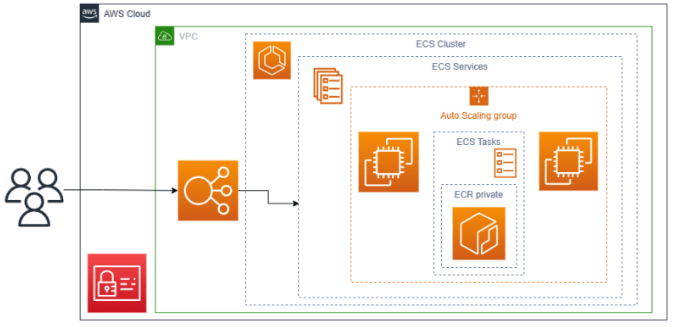 aws
AWS Cloud
VPC
ECS Cluster
ECS Services
Auto Scaling group
ECS Tasks
ECR private